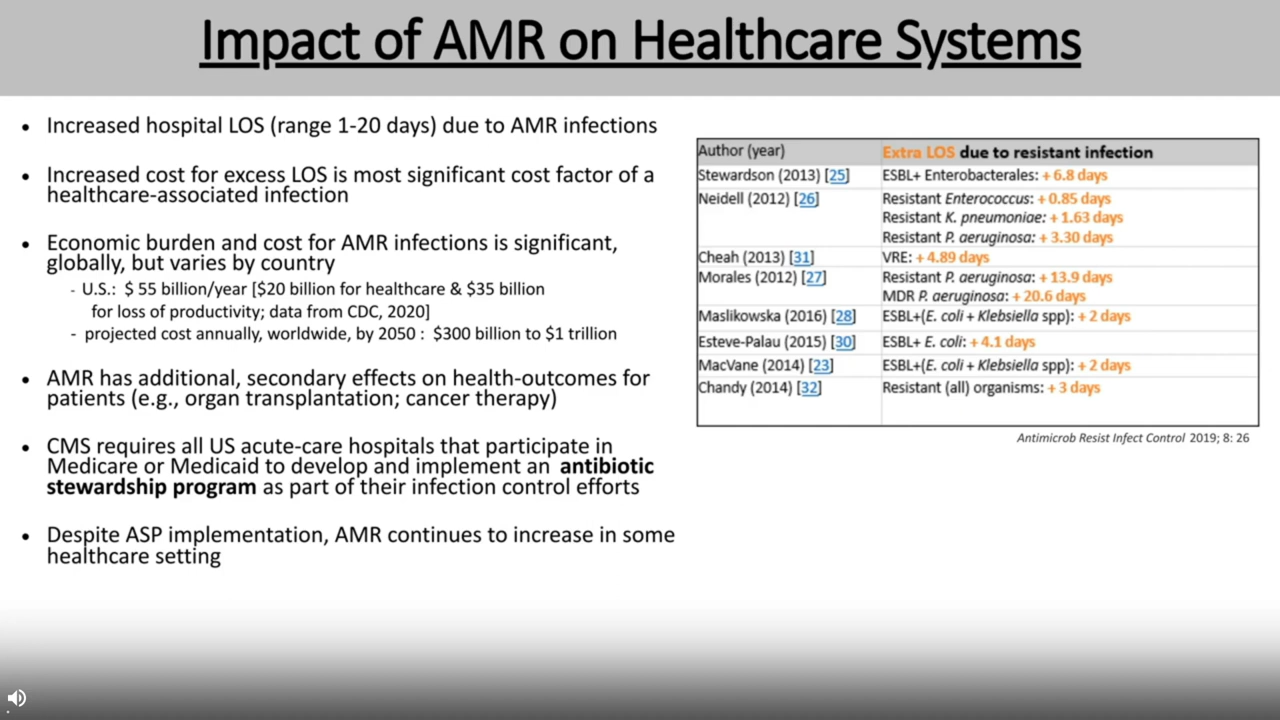 Impact of AMR on Healthcare Systems
• Increased hospital LOS (range 1-20 days) due to AMR infections
• Increased cost for excess LOS is most significant cost factor of a
healthcare-associated infection
• Economic burden and cost for AMR infections is significant,
globally, but varies by country
- U.S.: $ 55 billion/year [$20 billion for healthcare & $35 billion
for loss of productivity; data from CDC, 2020]
- projected cost annually, worldwide, by 2050 : $300 billion to $1 trillion
• AMR has additional, secondary effects on health-outcomes for
patients (e.g., organ transplantation; cancer therapy)
• CMS requires all US acute-care hospitals that participate in
Medicare or Medicaid to develop and implement an antibiotic
stewardship program as part of their infection control efforts
• Despite ASP implementation, AMR continues to increase in some
healthcare setting
Author (year) Extra LOS due to resistant infection
Stewardson (2013) [25] ESBL+ Enterobacterales: + 6.8 days
Neidell (2012) [26] Resistant Enterococcus: + 0.85 days
Resistant K. pneumoniae: + 1.63 days
Resistant P. aeruginosa: + 3.30 days
Cheah (2013) [31] VRE: + 4.89 days
Morales (2012) [27] Resistant P. aeruginosa: + 13.9 days
MDR P. aeruginosa: + 20.6 days
Maslikowska (2016) [28] ESBL+(E. coli + Klebsiella spp): + 2 days
Esteve-Palau (2015) [30] ESBL+ E. coli: + 4.1 days
MacVane (2014) [23] ESBL+(E. coli + Klebsiella spp): + 2 days
Chandy (2014) [32] Resistant (all) organisms: + 3 days
Antimicrob Resist Infect Control 2019; 8: 26